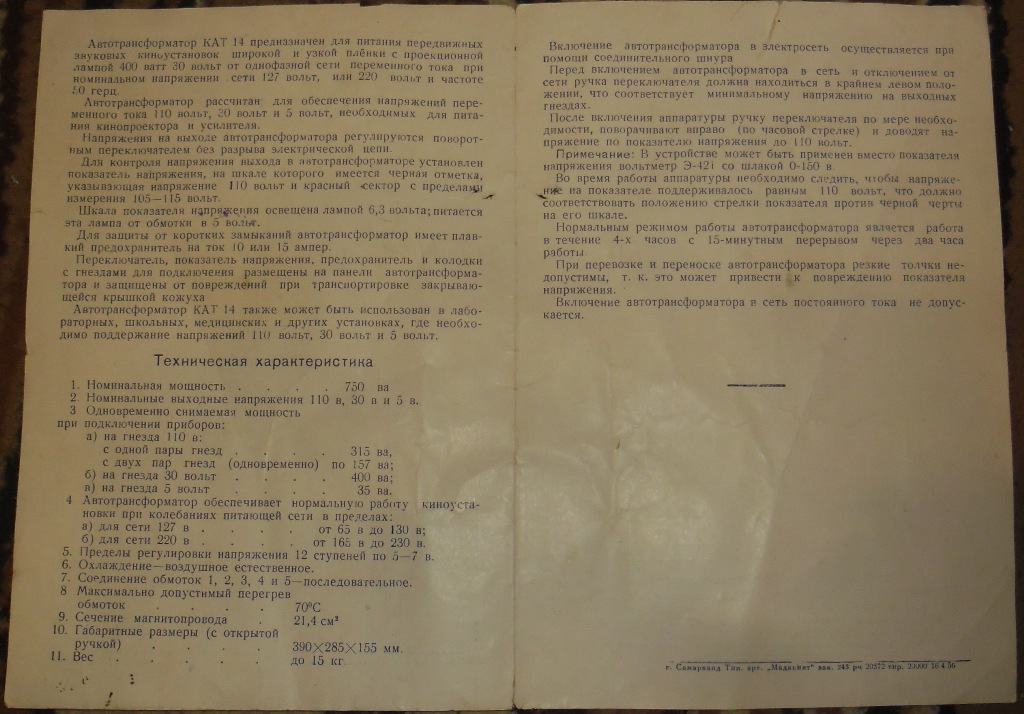 Автотрансформатор КАТ 14 предназначен для питания передвижных
звуковых киноустановок широкой и узкой плёнки с проекционной
лампой 400 ватт 30 вольт от однофазной сети переменного тока при
номинальном напряжении сети 127 вольт, или 220 вольт и частоте
50 герц.
Автотрансформатор рассчитан для обеспечения напряжений пере-
менного тока 110 вольт, 30 вольт и 5 вольт, необходимых для пита-
ния кинопроектора и усилителя.
Напряжения на выходе автотрансформатора регулируются поворот-
ным переключателем без разрыва электрической цепи.
Для контроля напряжения выхода в автотрансформаторе установлен
показатель напряжения, на шкале которого имеется черная отметка,
указывающая напряжение 110 вольт и красный сектор с пределами
измерения 105—115 вольт.
Шкала показателя напряжения освещена лампой 6,3 вольта; питается
эта лампа от обмотки в 5 вольт.
Для защиты от коротких замыканий автотрансформатор имеет плав-
кий предохранитель на ток 10 или 15 ампер.
Переключатель, показатель напряжения, предохранитель и колодки
с гнездами для подключения размещены на панели автотрансформа-
тора и защищены от повреждений при транспортировке закрываю-
щейся крышкой кожуха
Автотрансформатор КАТ 14 также может быть использован в лабо-
раторных, школьных, медицинских и других установках, где необхо-
димо поддержание напряжений 110 вольт, 30 вольт и 5 вольт.
Техническая характеристика
1. Номинальная мощность . . . . 750 ва
2. Номинальные выходные напряжения 110 в, 30 в и 5 в.
3 Одновременно снимаемая мощность
при подключении приборов:
а) на гнезда 110 в:
с одной пары гнезд . . . . 315 ва,
с двух пар гнезд (одновременно) по 157 ва;
б) на гнезда 30 вольт . . . . 400 ва;
в) на гнезда 5 вольт . . . . 35 ва.
4 Автотрансформатор обеспечивает нормальную работу киноуста-
новки при колебаниях питающей сети в пределах:
а) для сети 127 в . . . . от 65 в до 130 в;
б) для сети 220 в . . . . от 165 в до 230 в.
5. Пределы регулировки напряжения 12 ступеней по 5—7 в.
6. Охлаждение—воздушное естественное.
7. Соединение обмоток 1, 2, 3, 4 и 5—последовательное.
8 Максимально допустимый перегрев
обмоток . . . . 70°С
9. Сечение магнитопровода . 21,4 см²
10. Габаритные размеры (с открытой
ручкой) . . . . 390×285×155 мм.
11. Вес . . . . . до 15 кг.
Включение автотрансформатора в электросеть осуществляется при
помощи соединительного шнура
Перед включением автотрансформатора в сеть и отключением от
сети ручка переключателя должна находиться в крайнем левом поло-
жении, что соответствует минимальному напряжению на выходных
гнездах.
После включения аппаратуры ручку переключателя по мере необхо-
димости, поворачивают вправо (по часовой стрелке) и доводят на-
пряжение по показателю напряжения до 110 вольт.
Примечание: В устройстве может быть применен вместо показателя
напряжения вольтметр Э-421 со шлакой 0-150 в.
Во время работы аппаратуры необходимо следить, чтобы напряже-
ние на показателе поддерживалось равным 110 вольт, что должно
соответствовать положению стрелки показателя против черной черты
на его шкале.
Нормальным режимом работы автотрансформатора является работа
в течение 4-х часов с 15-минутным перерывом через два часа
работы
При перевозке и переноске автотрансформатора резкие толчки не-
допустимы, т. к. это может привести к повреждению показателя
напряжения.
Включение автотрансформатора в сеть постоянного тока не допус-
кается.
г. Самарканд Тип. арт. „Маданият" зак. 245 рч 20572 тир. 20000 16 4 56